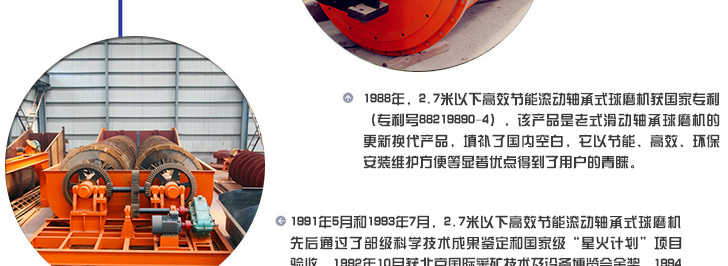 1988年，2.7米以下高效节能滚动轴承式球磨机获国家专利
（专利号88219890-4），该产品是老式滑动轴承球磨机的
更新换代产品，填补了国内空白，它以节能、高效、环保
安装维护方便等显著优点得到了用户的青睐。
1991年5月和1993年7月，2.7米以下高效节能滚动轴承式球磨机
先后通过了部级科学技术成果鉴定和国家级“星火计划”项目
验收，1992年10月获北京国际采矿技术及设备博览会金奖，1994